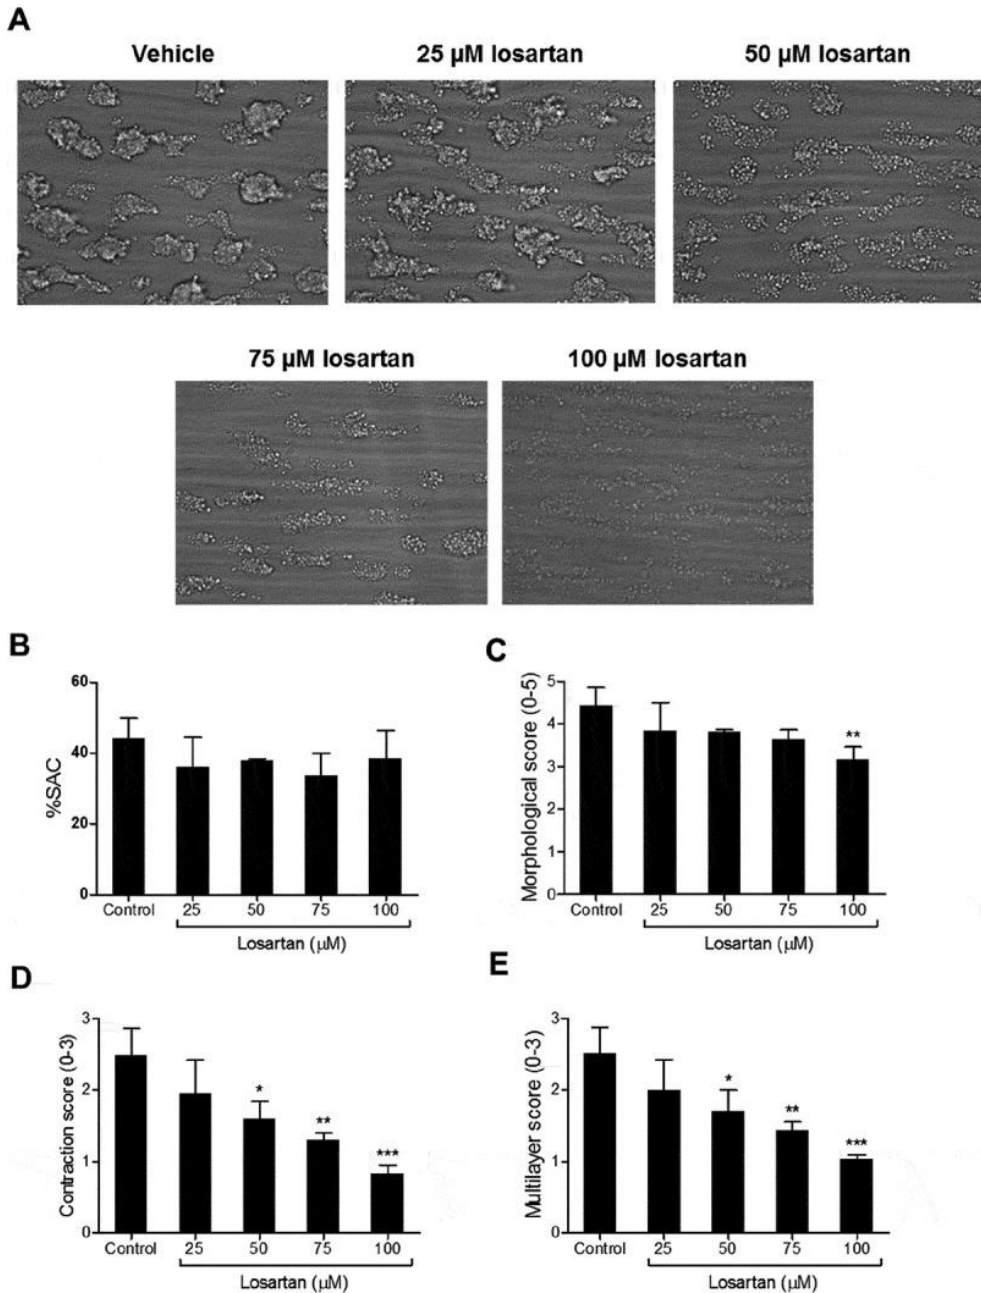 A
Vehicle
25 µM losartan
50 µM losartan
75 µM losartan
100 µM losartan
B
%SAC
60
40
20
0
Control 25 50 75 100
Losartan (µM)
C
Morphological score (0-5)
5
4
3
2
1
0
Control 25 50 75 100
**
Losartan (µM)
D
Contraction score (0-3)
3
2
1
0
*
**
***
Control 25 50 75 100
Losartan (µM)
E
Multilayer score (0-3)
3
2
1
0
*
**
***
Control 25 50 75 100
Losartan (µM)